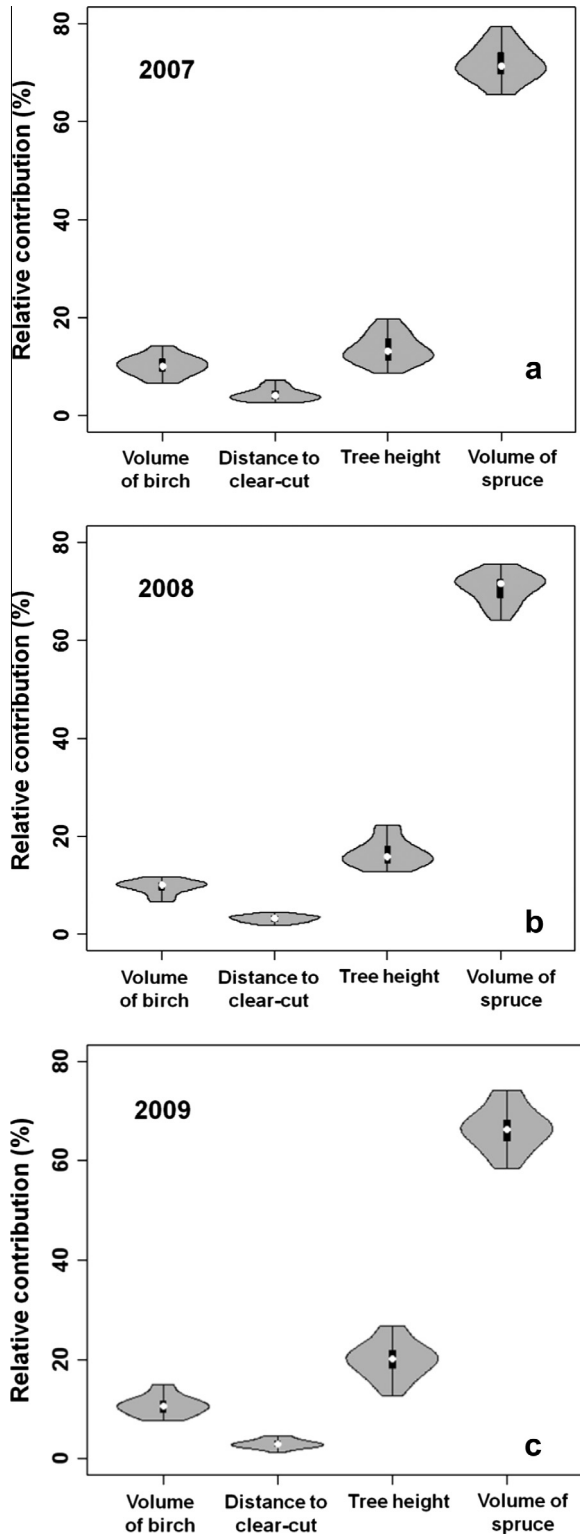 80
60
40
20
0
Relative contribution (%)
2007
a
Volume of birch
Distance to clear-cut
Tree height
Volume of spruce
80
60
40
20
0
Relative contribution (%)
2008
b
Volume of birch
Distance to clear-cut
Tree height
Volume of spruce
80
60
40
20
0
Relative contribution (%)
2009
c
Volume of birch
Distance to clear-cut
Tree height
Volume of spruce